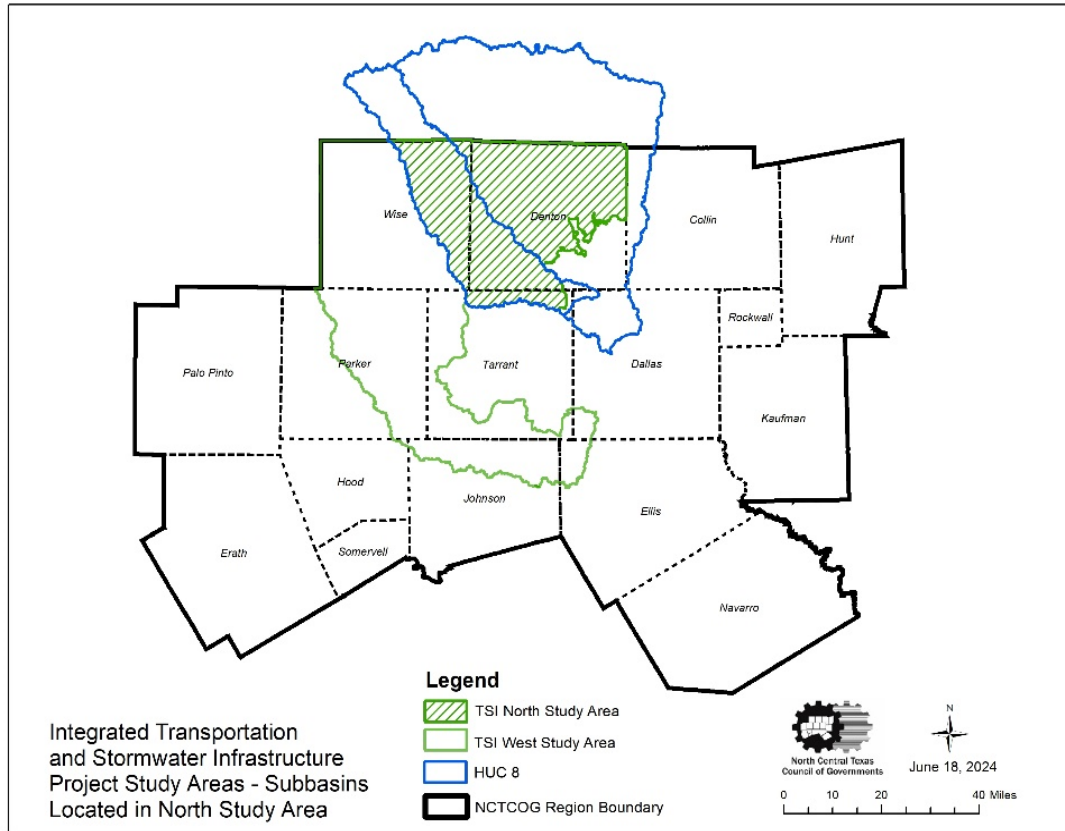 Wise
Denton
Collin
Hunt
Rockwall
Palo Pinto
Parker
Tarrant
Dallas
Kaufman
Hood
Johnson
Ellis
Erath
Somervell
Navarro
Legend
TSI North Study Area
TSI West Study Area
HUC 8
NCTCOG Region Boundary
Integrated Transportation
and Stormwater Infrastructure
Project Study Areas - Subbasins
Located in North Study Area
North Central Texas
Council of Governments
N
June 18, 2024
0 10 20 40 Miles